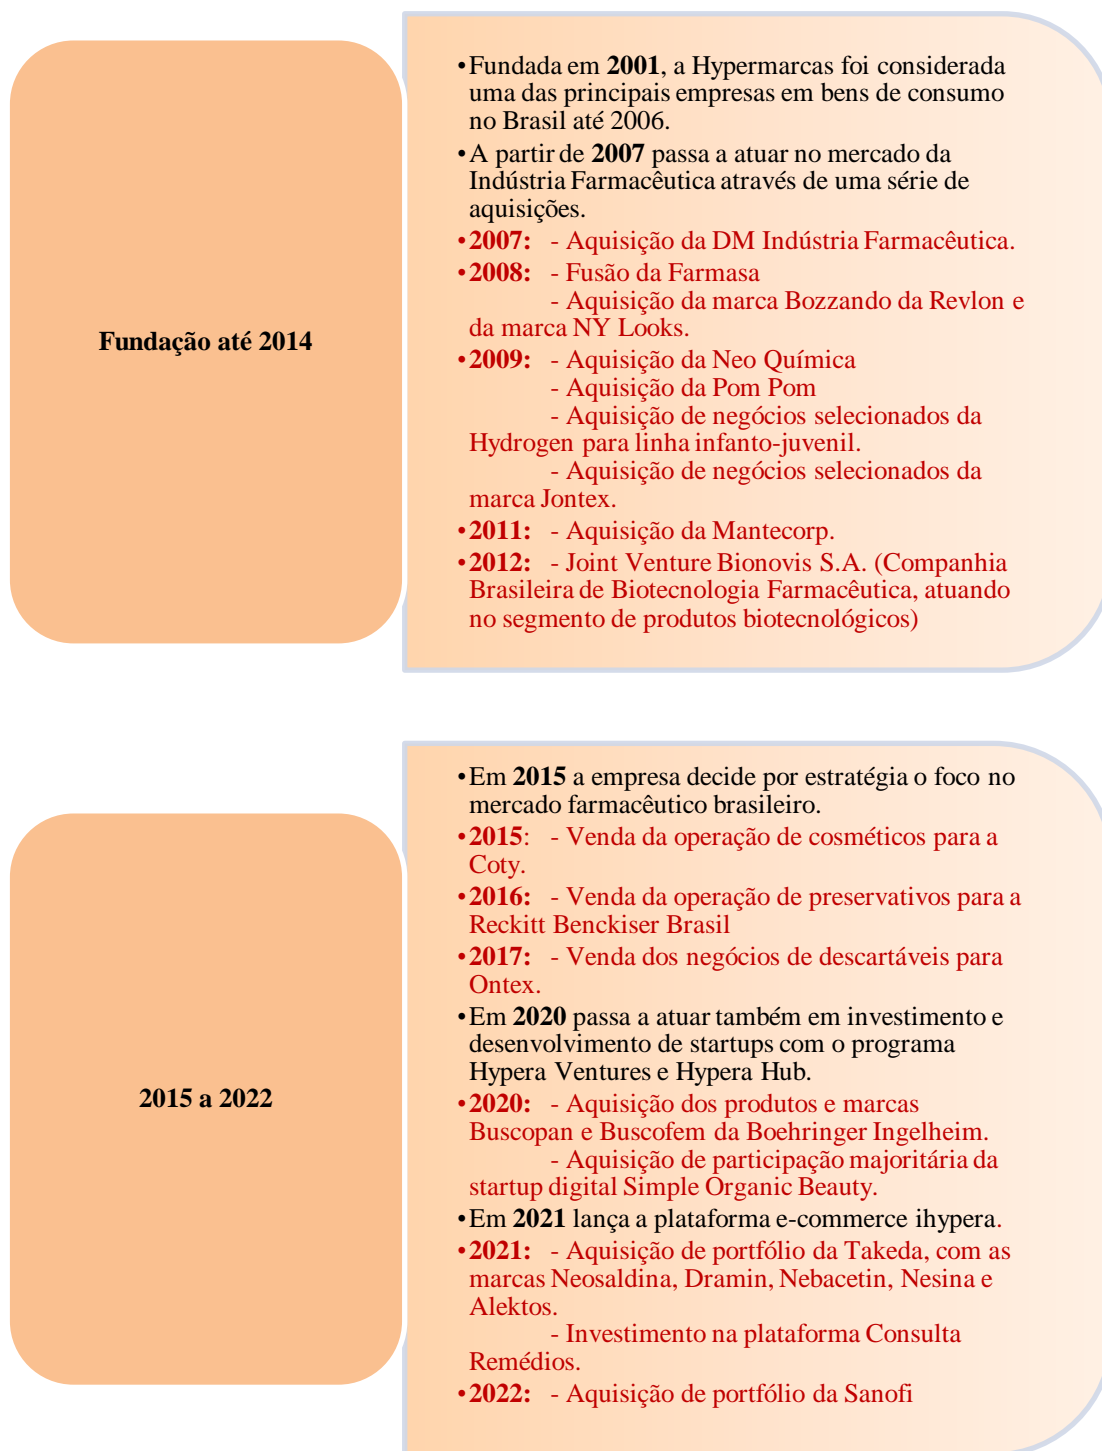 Fundação até 2014
•Fundada em 2001, a Hypermarcas foi considerada
uma das principais empresas em bens de consumo
no Brasil até 2006.
•A partir de 2007 passa a atuar no mercado da
Indústria Farmacêutica através de uma série de
aquisições.
•2007: - Aquisição da DM Indústria Farmacêutica.
•2008: - Fusão da Farmasa
- Aquisição da marca Bozzando da Revlon e
da marca NY Looks.
•2009: - Aquisição da Neo Química
- Aquisição da Pom Pom
- Aquisição de negócios selecionados da
Hydrogen para linha infanto-juvenil.
- Aquisição de negócios selecionados da
marca Jontex.
•2011: - Aquisição da Mantecorp.
•2012: - Joint Venture Bionovis S.A. (Companhia
Brasileira de Biotecnologia Farmacêutica, atuando
no segmento de produtos biotecnológicos)
2015 a 2022
•Em 2015 a empresa decide por estratégia o foco no
mercado farmacêutico brasileiro.
•2015: - Venda da operação de cosméticos para a
Coty.
•2016: - Venda da operação de preservativos para a
Reckitt Benckiser Brasil
•2017: - Venda dos negócios de descartáveis para
Ontex.
•Em 2020 passa a atuar também em investimento e
desenvolvimento de startups com o programa
Hypera Ventures e Hypera Hub.
•2020: - Aquisição dos produtos e marcas
Buscopan e Buscofem da Boehringer Ingelheim.
- Aquisição de participação majoritária da
startup digital Simple Organic Beauty.
•Em 2021 lança a plataforma e-commerce ihypera.
•2021: - Aquisição de portfólio da Takeda, com as
marcas Neosaldina, Dramin, Nebacetin, Nesina e
Alektos.
- Investimento na plataforma Consulta
Remédios.
•2022: - Aquisição de portfólio da Sanofi